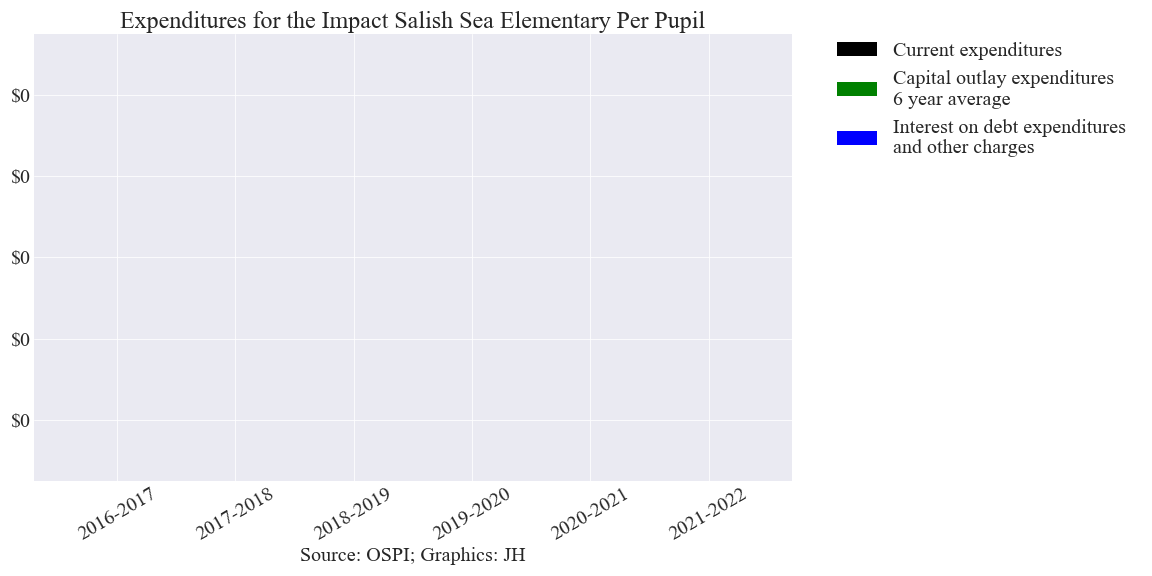 Expenditures for the Impact Salish Sea Elementary Per Pupil
Current expenditures
Capital outlay expenditures
6 year average
Interest on debt expenditures
and other charges
$0
$0
$0
$0
$0
2016-2017
2017-2018
2018-2019
2019-2020
2020-2021
2021-2022
Source: OSPI; Graphics: JH